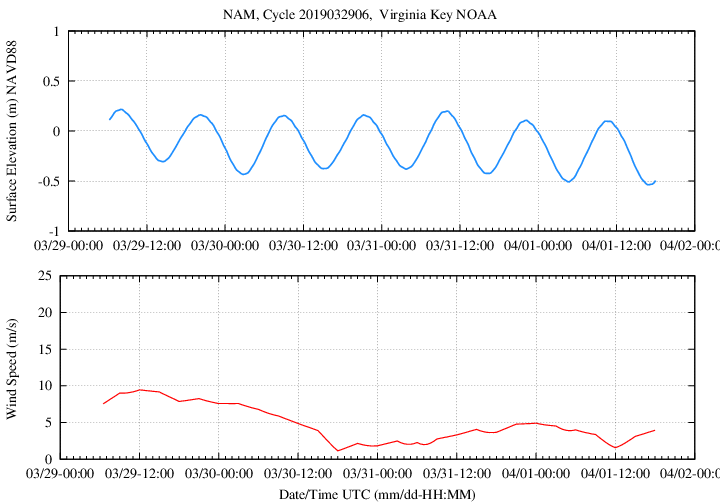 NAM, Cycle 2019032906,  Virginia Key NOAA
Surface Elevation (m) NAVD88
1
0.5
0
-0.5
-1
03/29-00:00 03/29-12:00 03/30-00:00 03/30-12:00 03/31-00:00 03/31-12:00 04/01-00:00 04/01-12:00 04/02-00:00
Wind Speed (m/s)
25
20
15
10
5
0
03/29-00:00 03/29-12:00 03/30-00:00 03/30-12:00 03/31-00:00 03/31-12:00 04/01-00:00 04/01-12:00 04/02-00:00
Date/Time UTC (mm/dd-HH:MM)